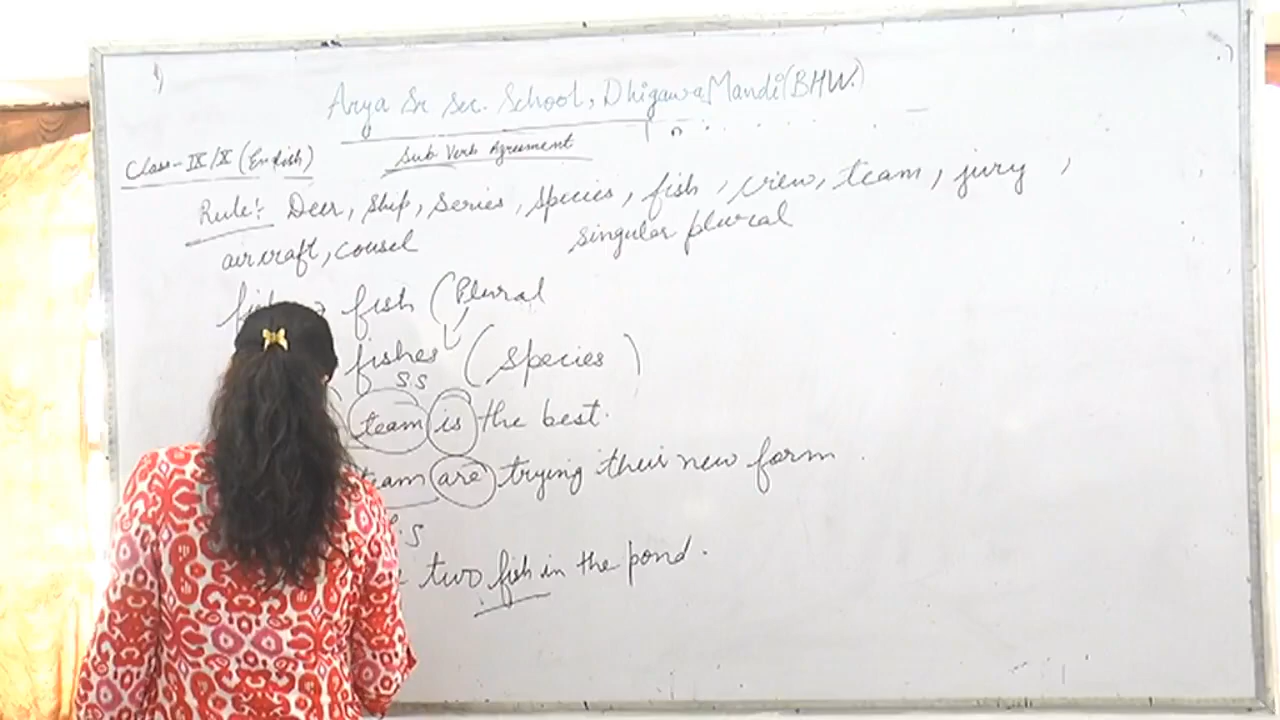 Arya Sr Sec. School, Dhigawa Mandi (BHW.)
Class-IX/X (English)
Sub Verb Agreement
Rule: Deer, Ship, Series, Species, fish, crew, team, jury,
aircraft, cousel
singular plural
fish (Plural
fishes (Species)
S S
team is the best.
team are trying their new form.
S
two fish in the pond.